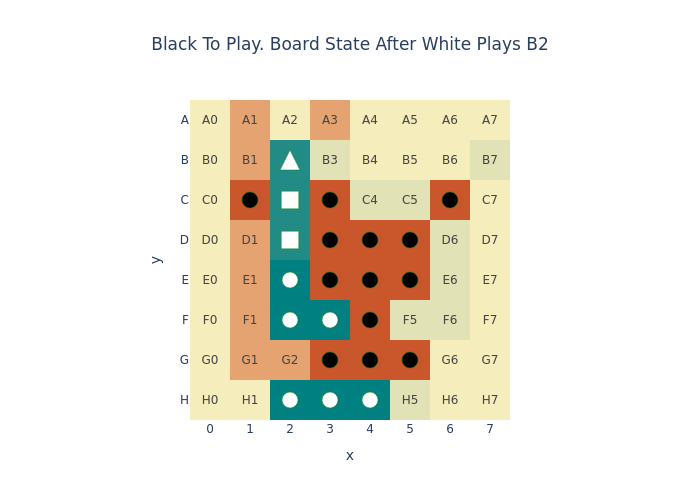 Black To Play. Board State After White Plays B2
A A0 A1 A2 A3 A4 A5 A6 A7
B B0 B1 B3 B4 B5 B6 B7
C C0 C4 C5 C7
D D0 D1 D6 D7
E E0 E1 E6 E7
F F0 F1 F5 F6 F7
G G0 G1 G2 G6 G7
H H0 H1 H5 H6 H7
0 1 2 3 4 5 6 7
x
y